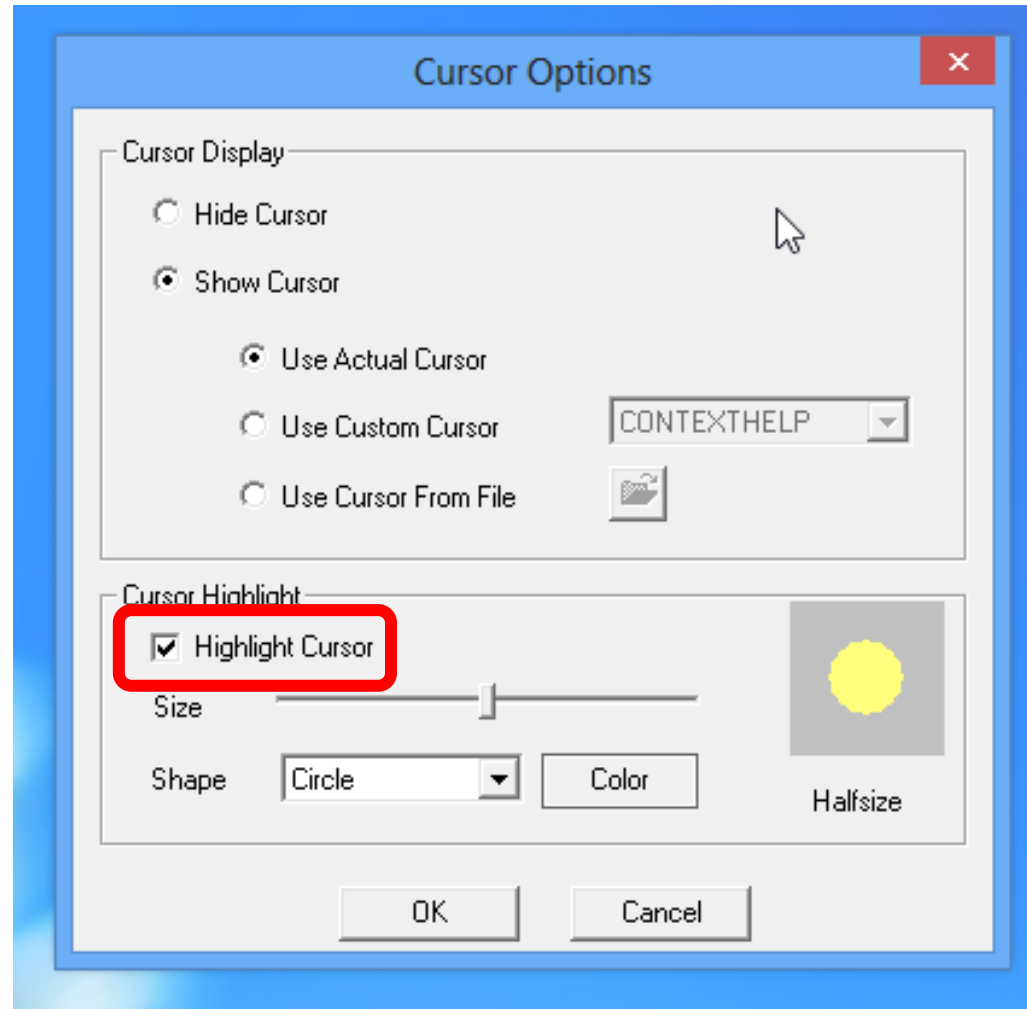 Cursor Options
Cursor Display
Hide Cursor
Show Cursor
Use Actual Cursor
Use Custom Cursor
CONTEXTHELP
Use Cursor From File
Cursor Highlight
Highlight Cursor
Size
Shape
Circle
Color
Halfsize
OK
Cancel